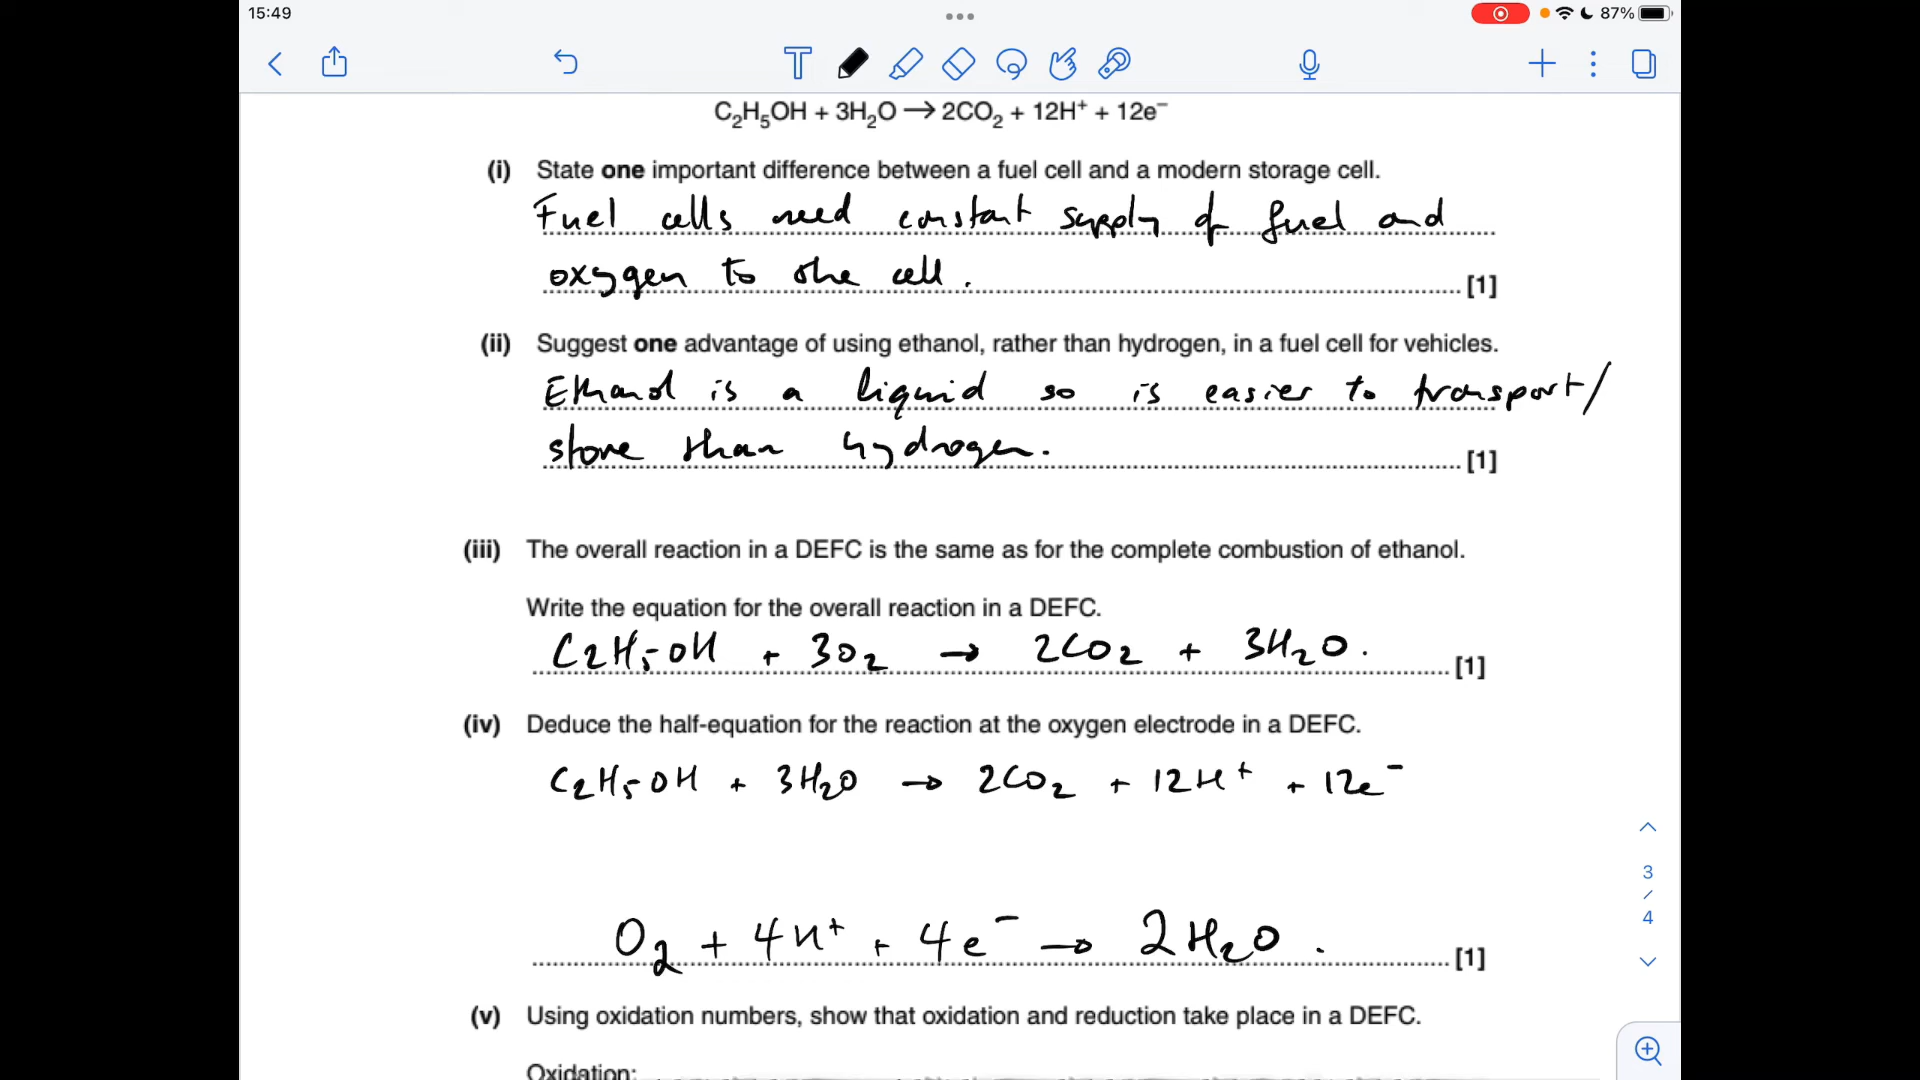 15:49
87%
C₂H₅OH + 3H₂O → 2CO₂ + 12H⁺ + 12e⁻
(i) State one important difference between a fuel cell and a modern storage cell.
Fuel cells need constant supply of fuel and
oxygen to the cell. [1]
(ii) Suggest one advantage of using ethanol, rather than hydrogen, in a fuel cell for vehicles.
Ethanol is a liquid so is easier to transport/
store than hydrogen. [1]
(iii) The overall reaction in a DEFC is the same as for the complete combustion of ethanol.
Write the equation for the overall reaction in a DEFC.
C₂H₅OH + 3O₂ → 2CO₂ + 3H₂O. [1]
(iv) Deduce the half-equation for the reaction at the oxygen electrode in a DEFC.
C₂H₅OH + 3H₂O → 2CO₂ + 12H⁺ + 12e⁻
O₂ + 4H⁺ + 4e⁻ → 2H₂O. [1]
(v) Using oxidation numbers, show that oxidation and reduction take place in a DEFC.
Oxidation:
3
/
4